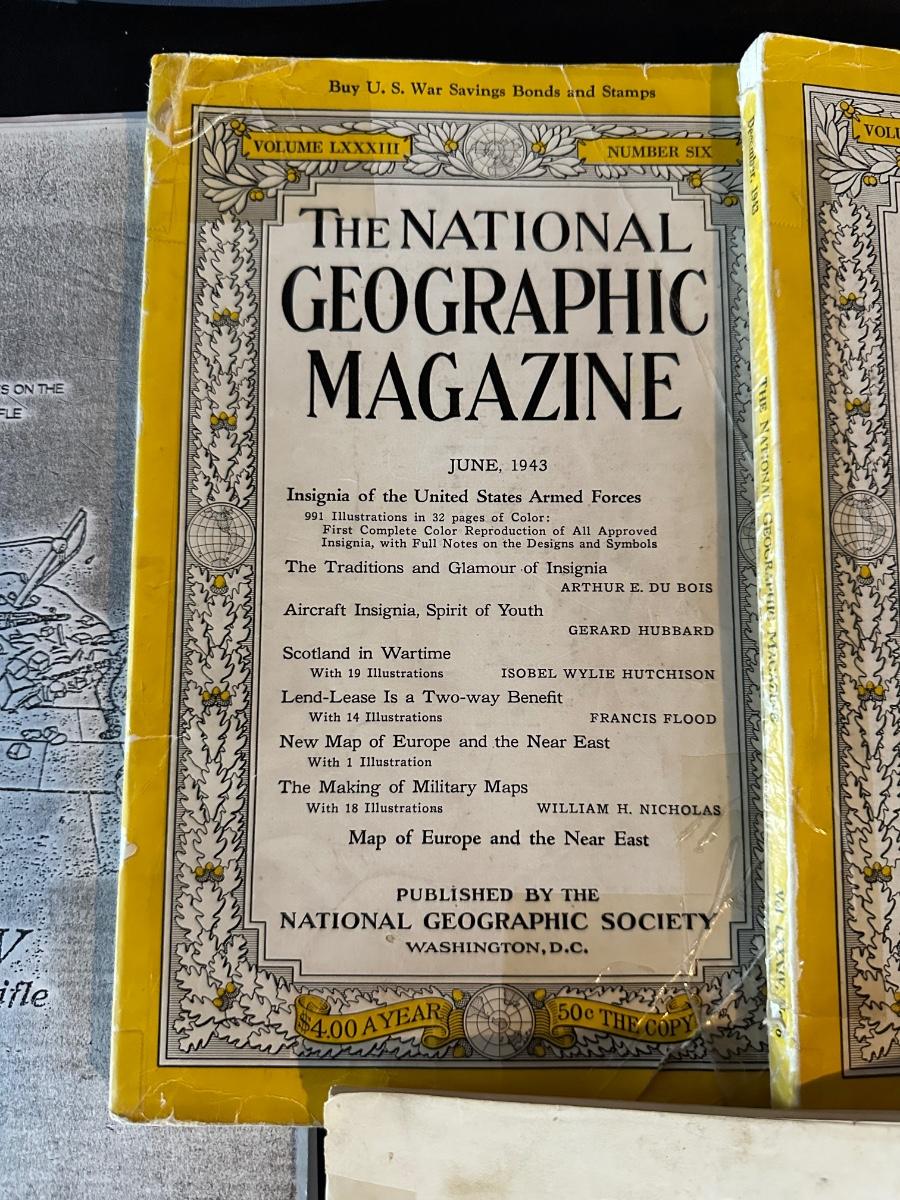 Buy U. S. War Savings Bonds and Stamps
VOLUME LXXXIII
NUMBER SIX
THE NATIONAL
GEOGRAPHIC
MAGAZINE
JUNE, 1943
Insignia of the United States Armed Forces
991 Illustrations in 32 pages of Color:
First Complete Color Reproduction of All Approved
Insignia, with Full Notes on the Designs and Symbols
The Traditions and Glamour of Insignia
ARTHUR E. DU BOIS
Aircraft Insignia, Spirit of Youth
GERARD HUBBARD
Scotland in Wartime
With 19 Illustrations ISOBEL WYLIE HUTCHISON
Lend-Lease Is a Two-way Benefit
With 14 Illustrations FRANCIS FLOOD
New Map of Europe and the Near East
With 1 Illustration
The Making of Military Maps
With 18 Illustrations WILLIAM H. NICHOLAS
Map of Europe and the Near East
PUBLISHED BY THE
NATIONAL GEOGRAPHIC SOCIETY
WASHINGTON, D.C.
$4.00 A YEAR
50c THE COPY
THE NATIONAL GEOGRAPHIC MAGAZINE
VOLU
S ON THE
FLE
ifle